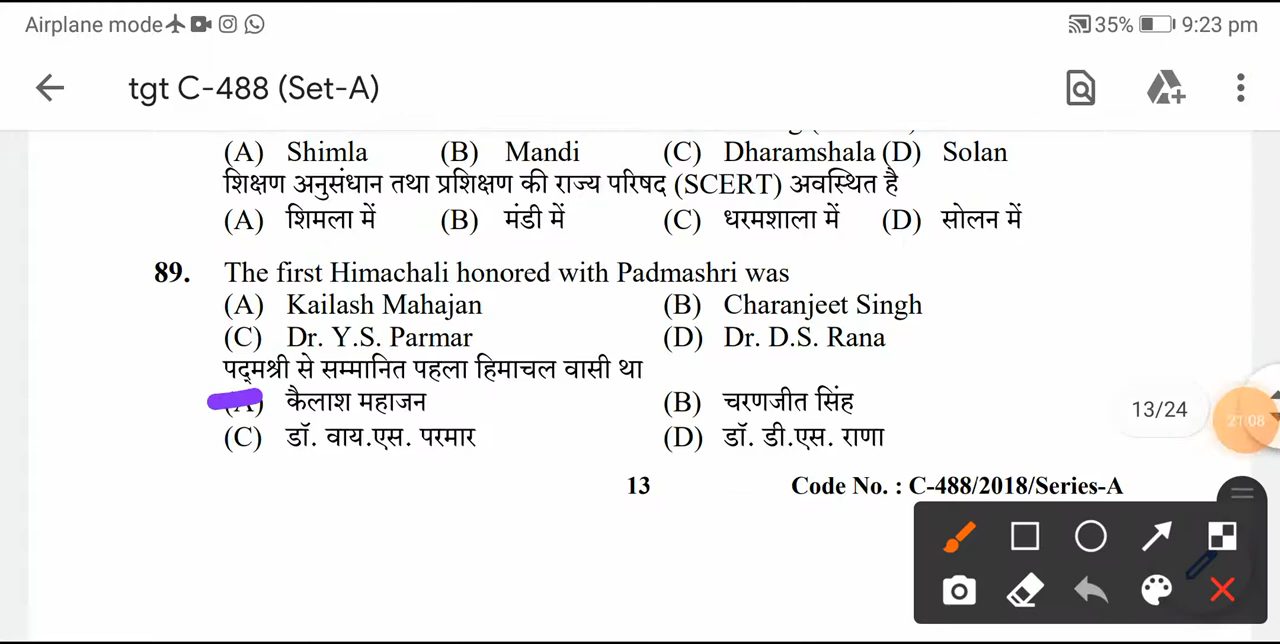 Airplane mode 35% 9:23 pm
tgt C-488 (Set-A)
(A) Shimla (B) Mandi (C) Dharamshala (D) Solan
शिक्षण अनुसंधान तथा प्रशिक्षण की राज्य परिषद (SCERT) अवस्थित है
(A) शिमला में (B) मंडी में (C) धरमशाला में (D) सोलन में
89. The first Himachali honored with Padmashri was
(A) Kailash Mahajan (B) Charanjeet Singh
(C) Dr. Y.S. Parmar (D) Dr. D.S. Rana
पद्मश्री से सम्मानित पहला हिमाचल वासी था
(A) कैलाश महाजन (B) चरणजीत सिंह
(C) डॉ. वाय.एस. परमार (D) डॉ. डी.एस. राणा
13/24
21:08
13 Code No. : C-488/2018/Series-A